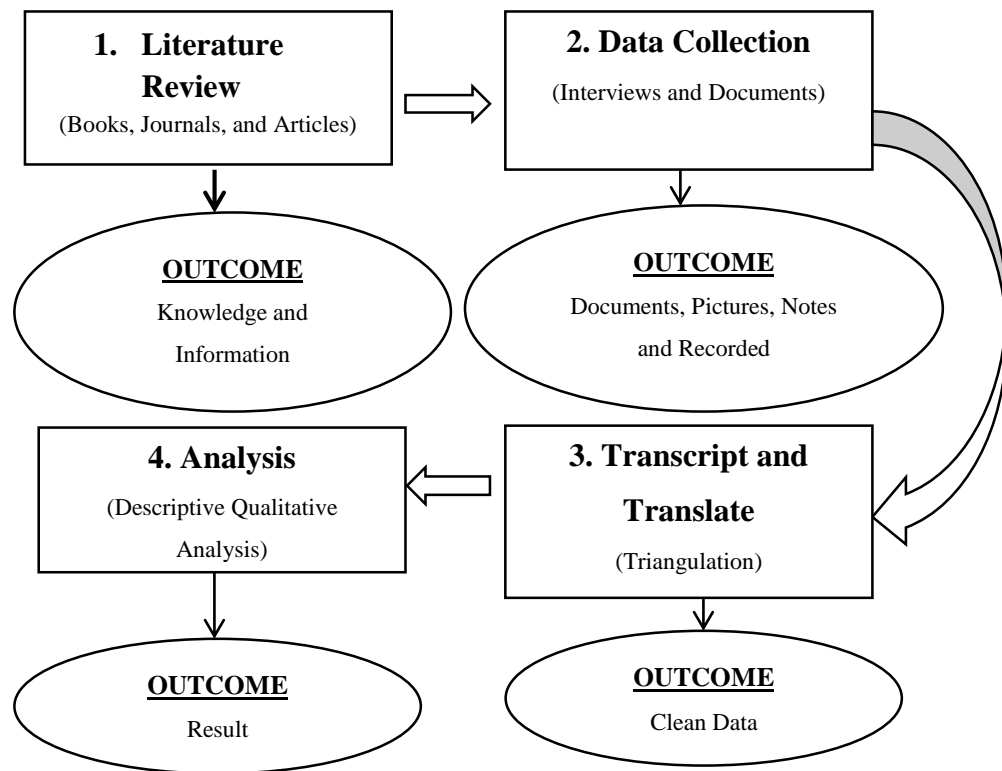 1. Literature
Review
(Books, Journals, and Articles)
OUTCOME
Knowledge and
Information
2. Data Collection
(Interviews and Documents)
OUTCOME
Documents, Pictures, Notes
and Recorded
3. Transcript and
Translate
(Triangulation)
OUTCOME
Clean Data
4. Analysis
(Descriptive Qualitative
Analysis)
OUTCOME
Result